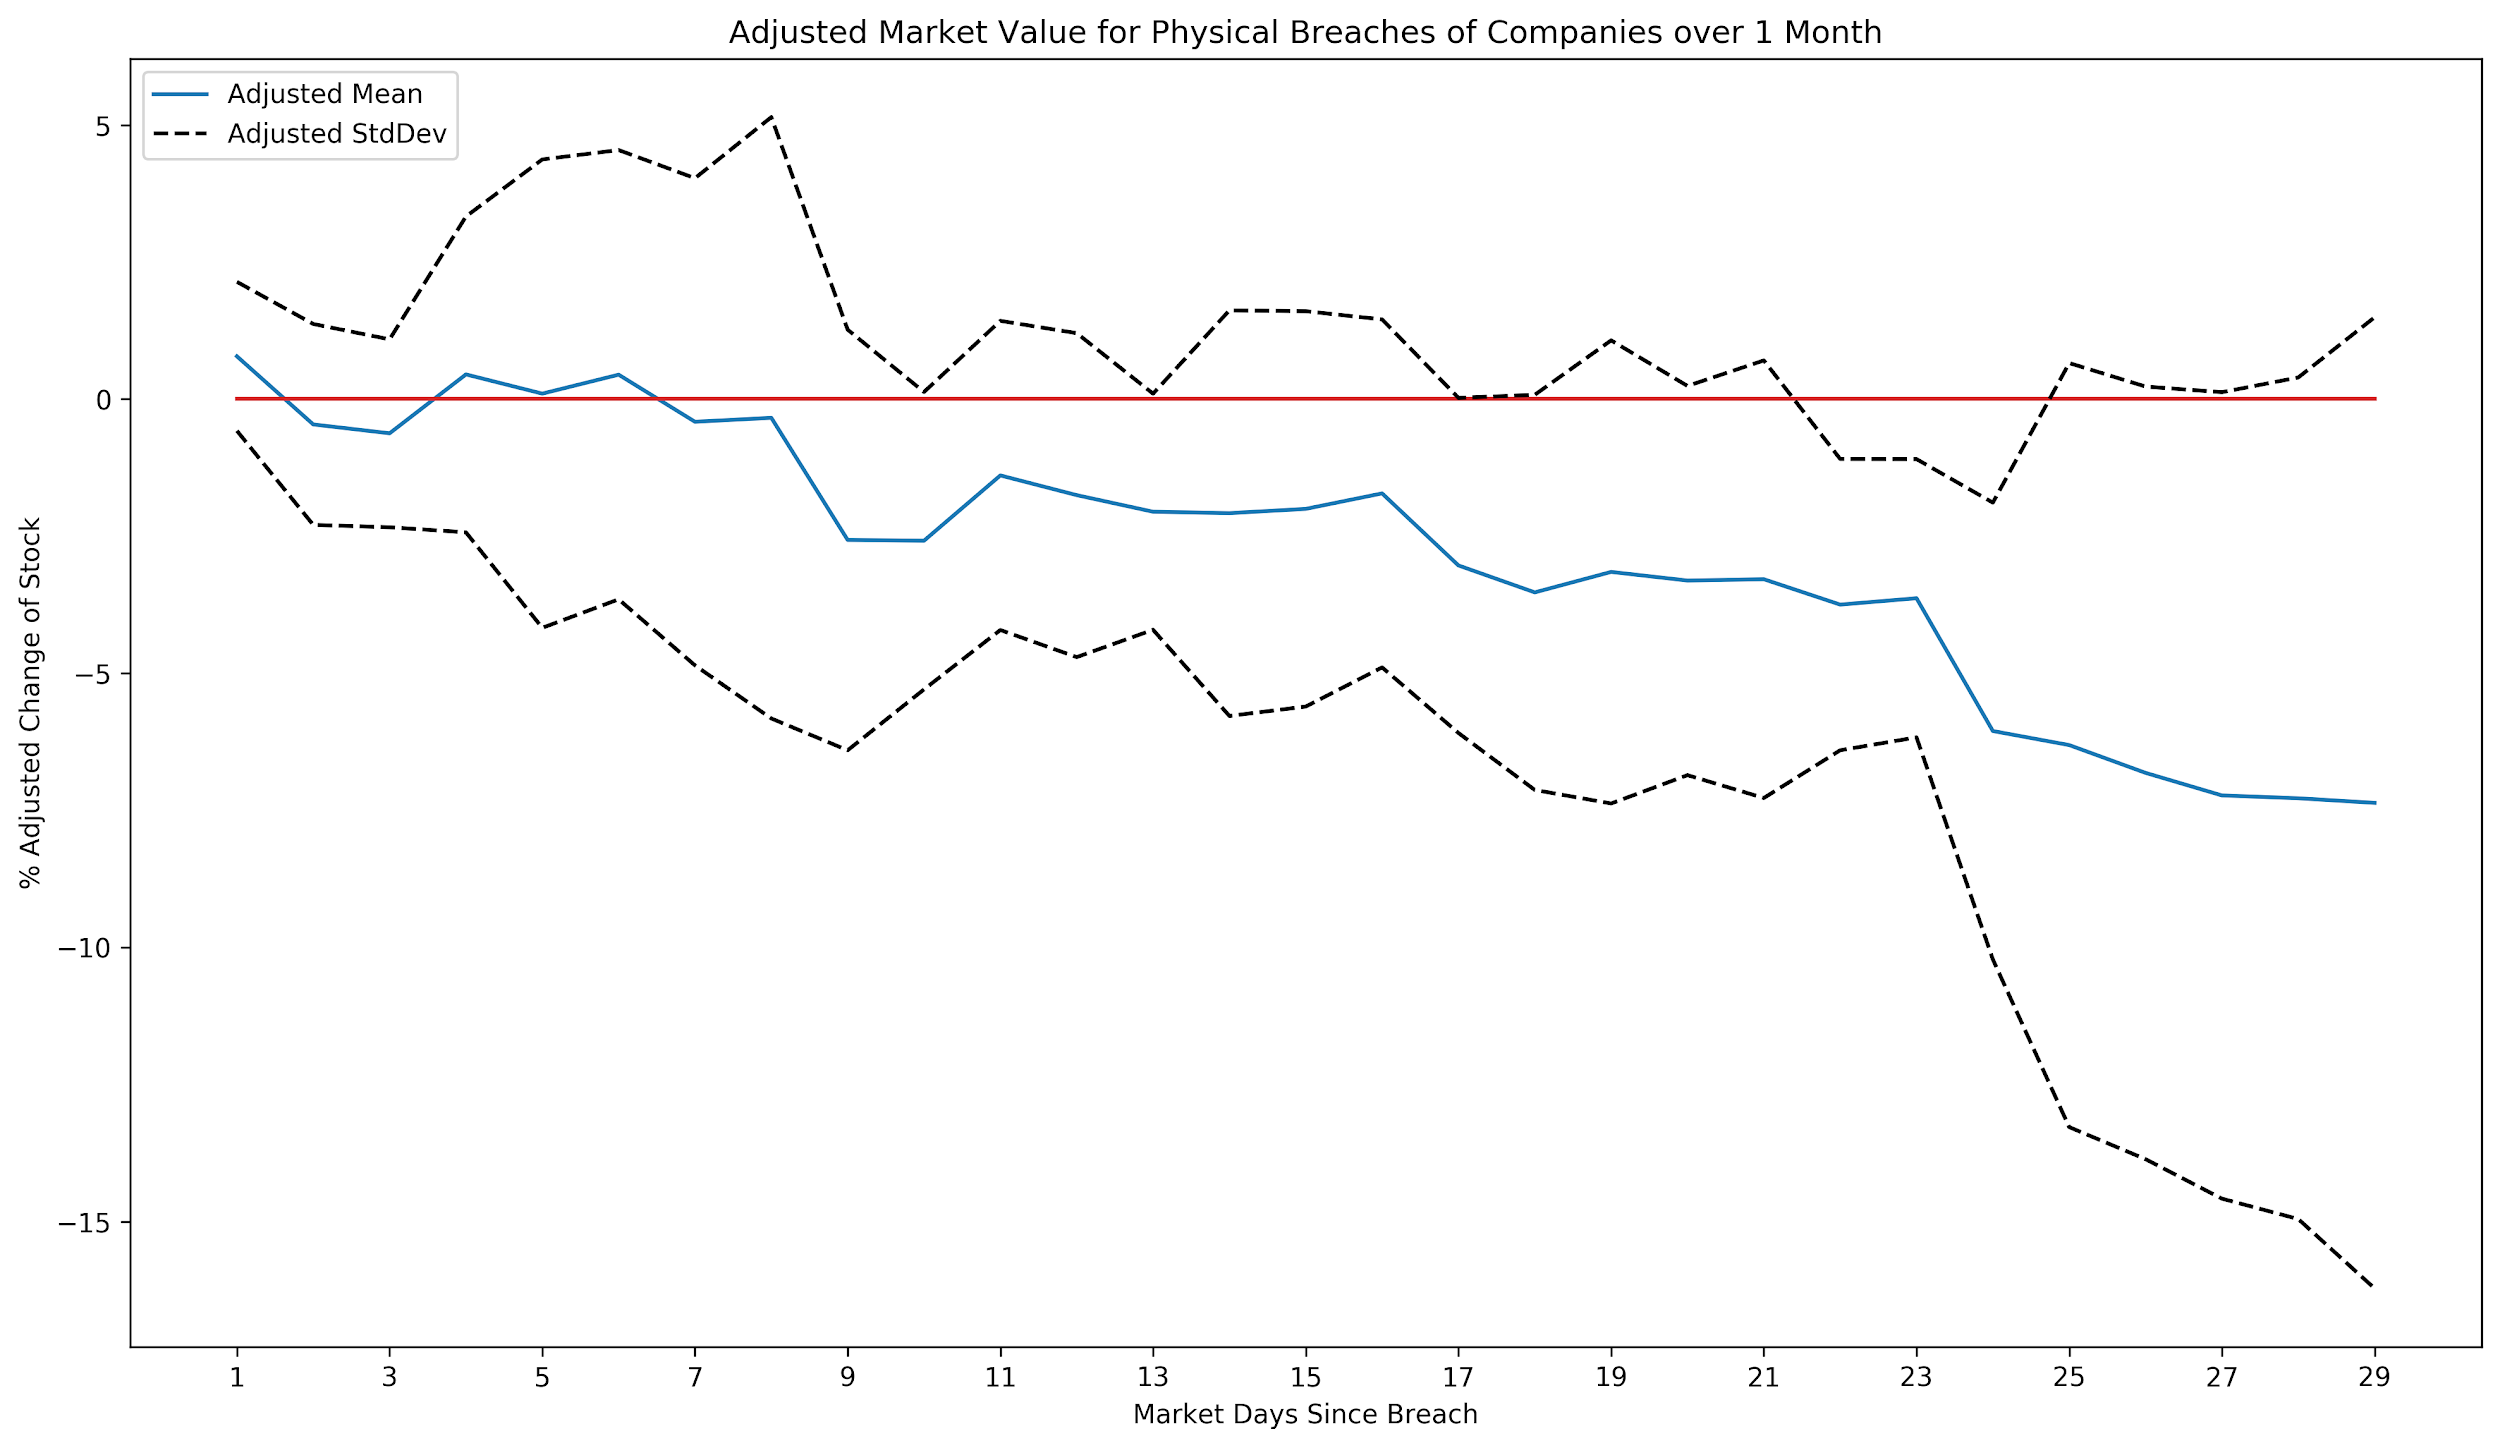 Adjusted Market Value for Physical Breaches of Companies over 1 Month
Adjusted Mean
Adjusted StdDev
% Adjusted Change of Stock
5
0
−5
−10
−15
1 3 5 7 9 11 13 15 17 19 21 23 25 27 29
Market Days Since Breach